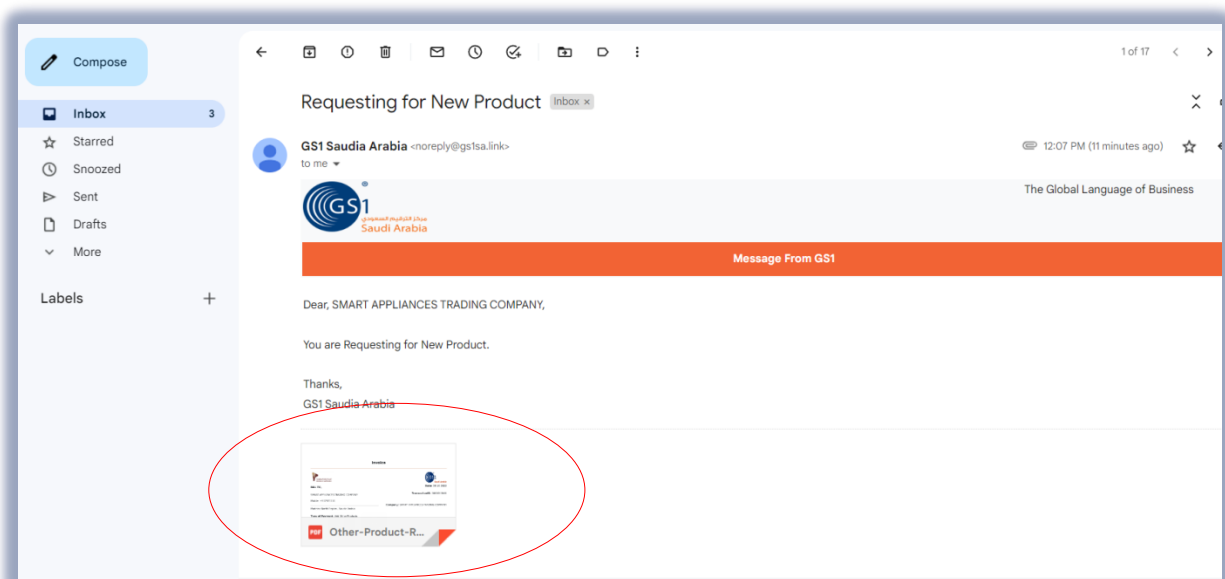 Compose
1 of 17
Requesting for New Product Inbox ×
Inbox 3
Starred
Snoozed
Sent
Drafts
More
Labels
GS1 Saudia Arabia <noreply@gs1sa.link>
12:07 PM (11 minutes ago)
to me
GS1
Saudi Arabia
The Global Language of Business
Message From GS1
Dear, SMART APPLIANCES TRADING COMPANY,
You are Requesting for New Product.
Thanks,
GS1 Saudia Arabia
GS1
PDF Other-Product-R...